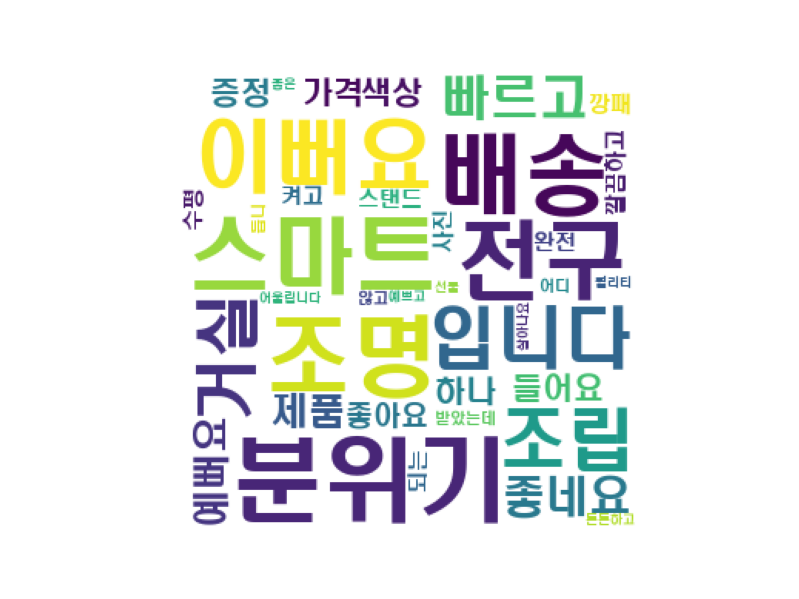 증정
좀은
가격
색상
빠르고
깡패
이뻐요
배송
깔끔하고
수평
듭니
켜고
스탠드
사진
스마트
전구
완전
퀄리티
어디
어울립니다
않고
예쁘고
선물
거실
조명
입니다
살아나요
하나
들어요
제품
좋아요
받았는데
조립
예뻐요
분위기
되는
좋네요
튼튼하고